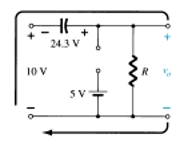 + - + +
24.3 V
10 V R vo
5 V
- -